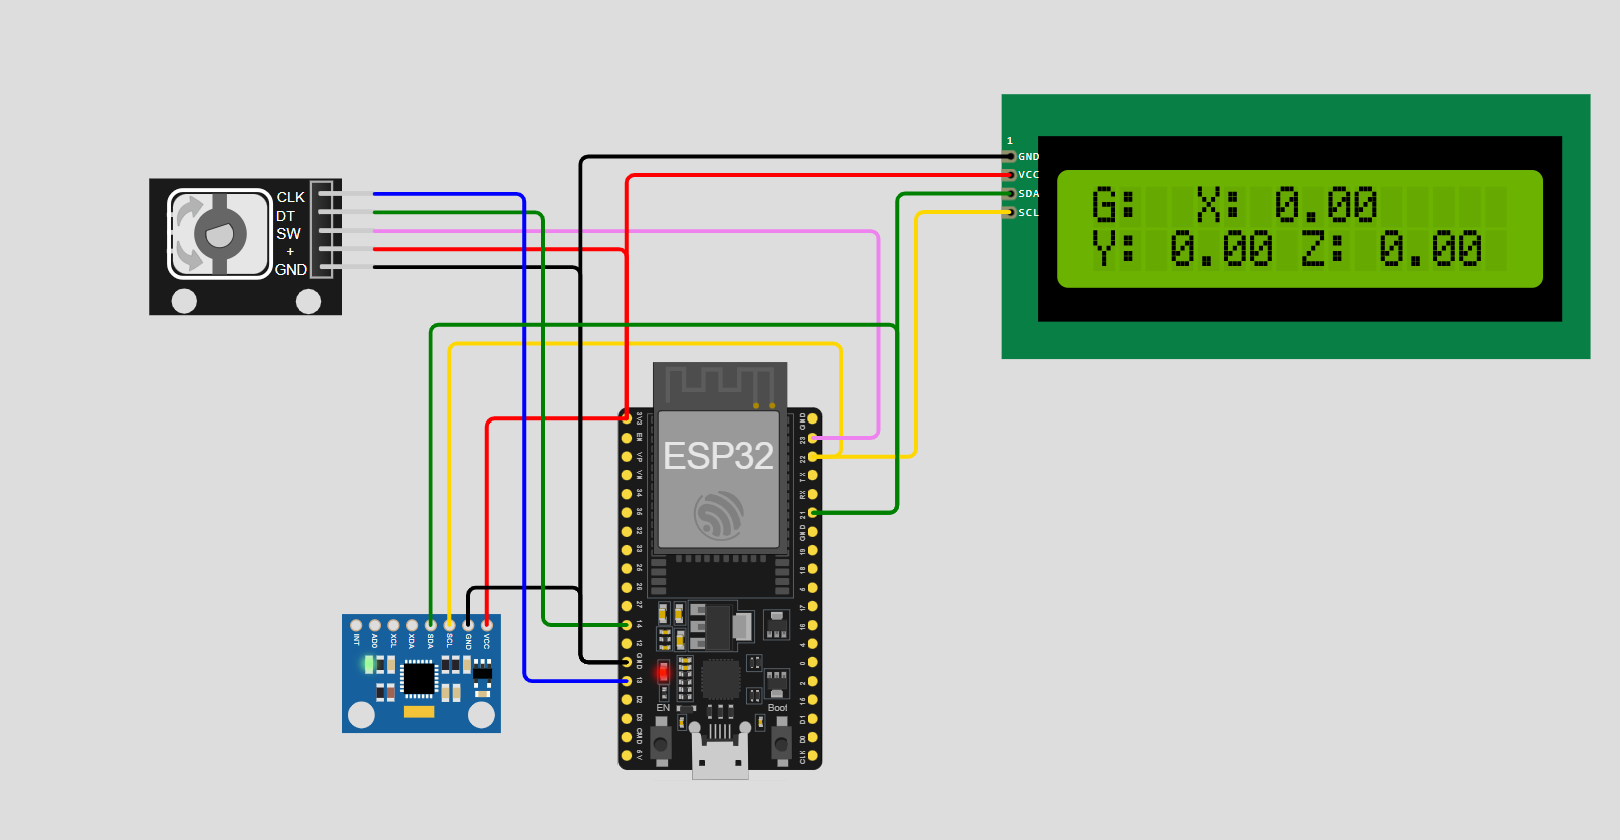 CLK
DT
SW
+
GND
1
GND
VCC
SDA
SCL
G:  X:  0.00
Y: 0.00 Z: 0.00
ESP32
3V3
EN
VP
VN
34
35
32
33
25
26
27
14
12
GND
13
D2
D3
CMD
5V
GND
23
22
TX
RX
21
GND
19
18
5
17
16
4
0
2
15
D1
D0
CLK
EN
Boot
INT
AD0
XCL
XDA
SDA
SCL
GND
VCC